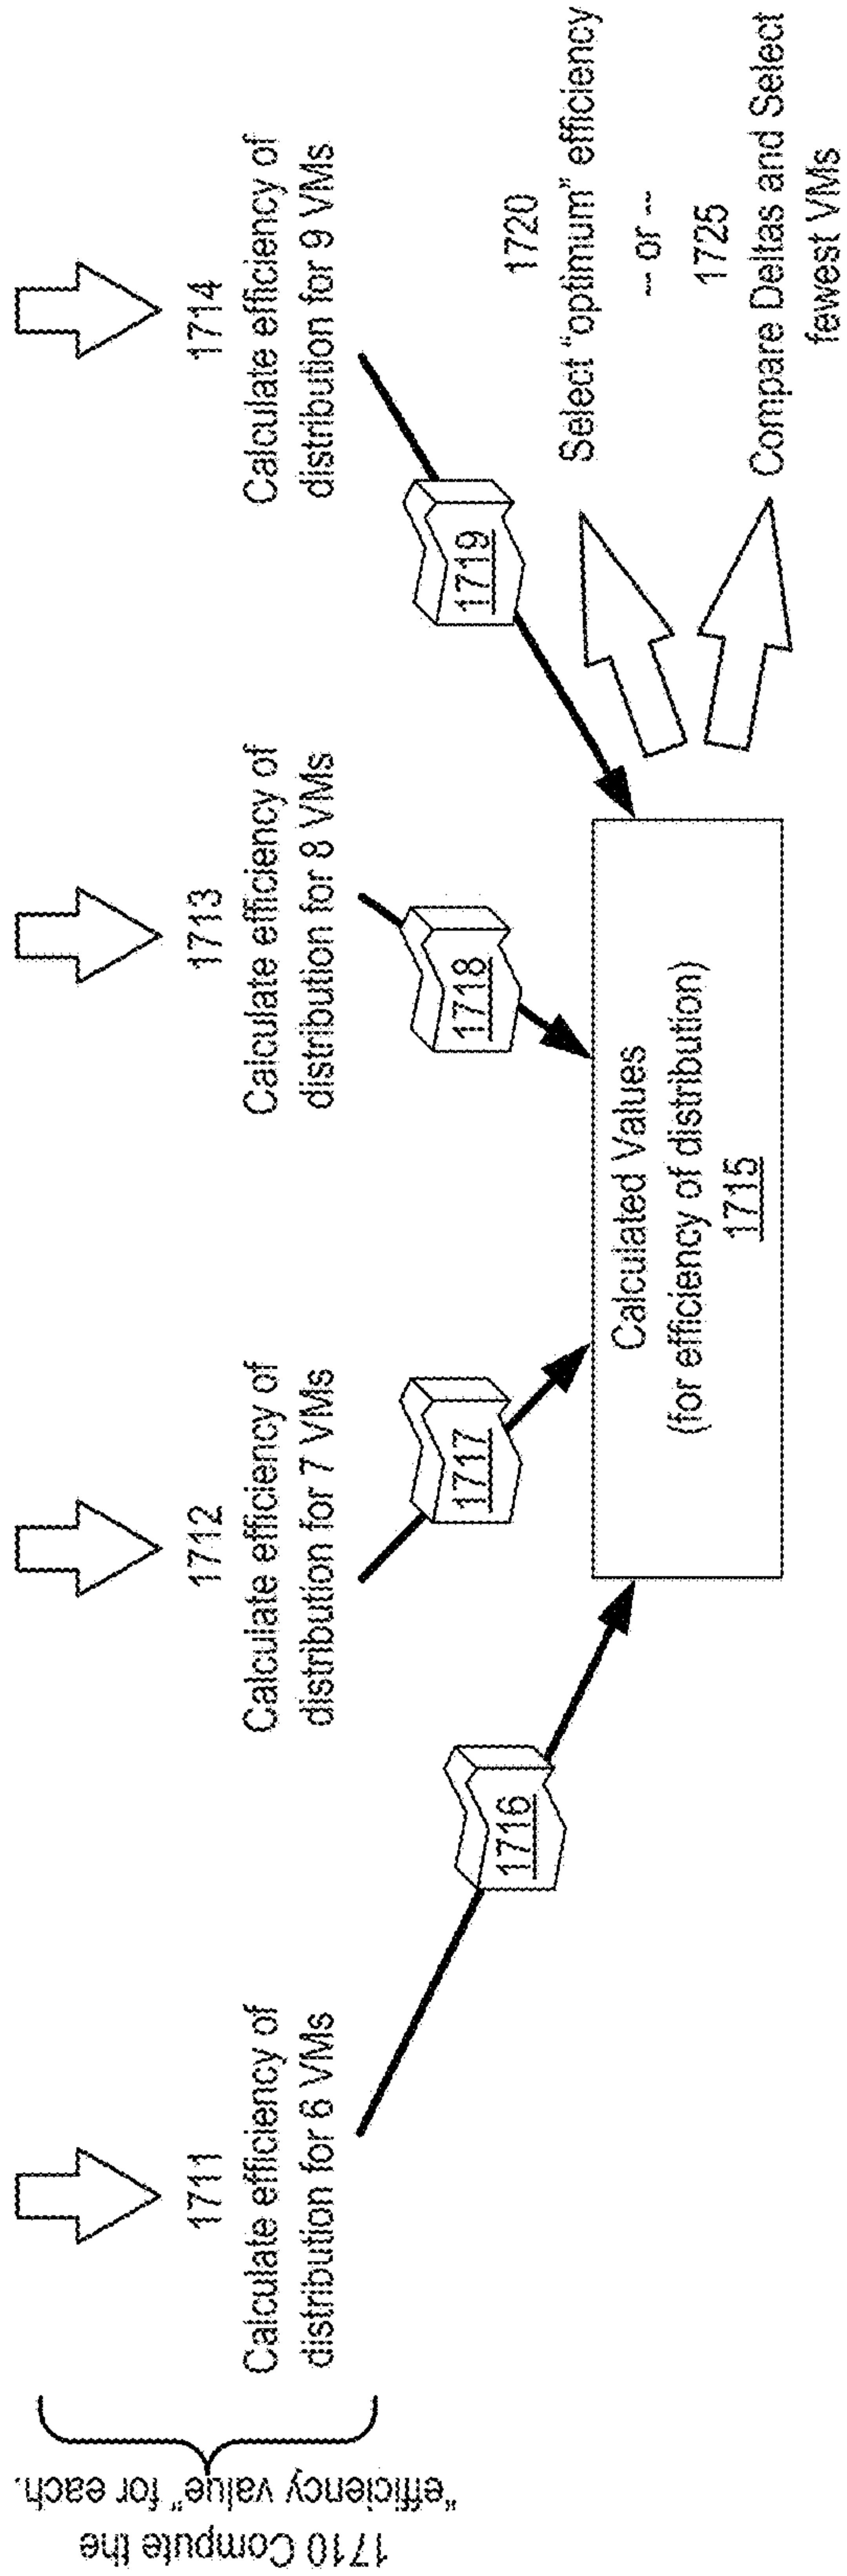 1710 Compute the
"efficiency value" for each.
1711
Calculate efficiency of
distribution for 6 VMs
1712
Calculate efficiency of
distribution for 7 VMs
1713
Calculate efficiency of
distribution for 8 VMs
1714
Calculate efficiency of
distribution for 9 VMs
1716
1717
1718
1719
Calculated Values
(for efficiency of distribution)
1715
1720
Select "optimum" efficiency
-- or --
1725
Compare Deltas and Select
fewest VMs